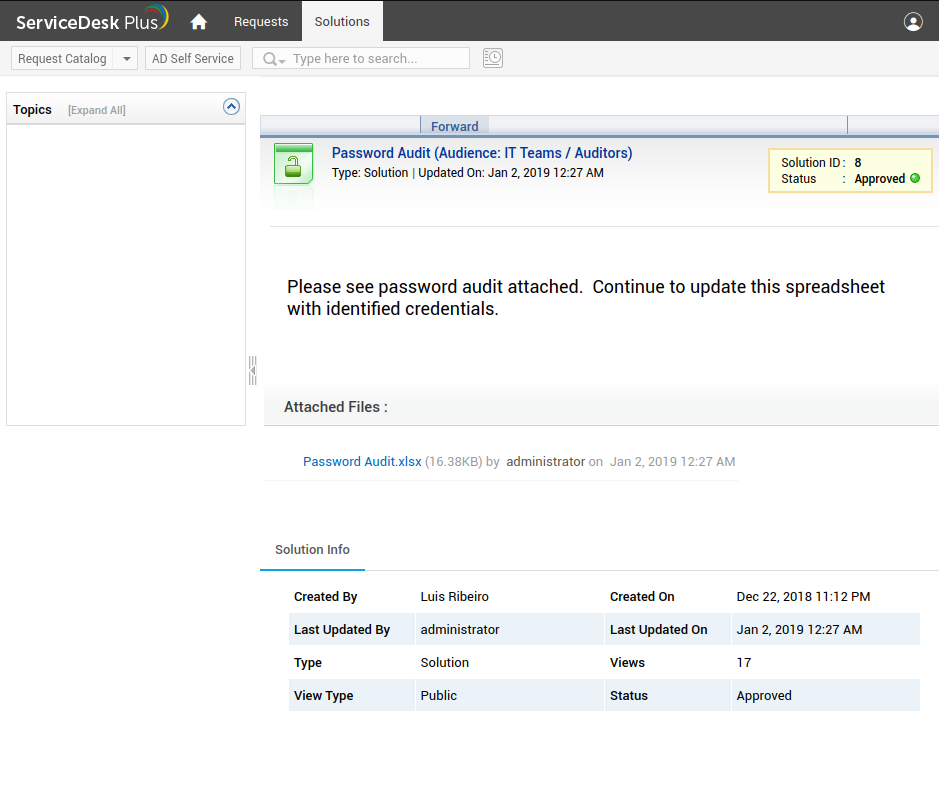 ServiceDesk Plus Requests Solutions
Request Catalog AD Self Service Type here to search...
Topics [Expand All]
Forward
Password Audit (Audience: IT Teams / Auditors)
Type: Solution | Updated On: Jan 2, 2019 12:27 AM
Solution ID : 8
Status : Approved
Please see password audit attached.  Continue to update this spreadsheet
with identified credentials.
Attached Files :
Password Audit.xlsx (16.38KB) by administrator on Jan 2, 2019 12:27 AM
Solution Info
Created By Luis Ribeiro Created On Dec 22, 2018 11:12 PM
Last Updated By administrator Last Updated On Jan 2, 2019 12:27 AM
Type Solution Views 17
View Type Public Status Approved